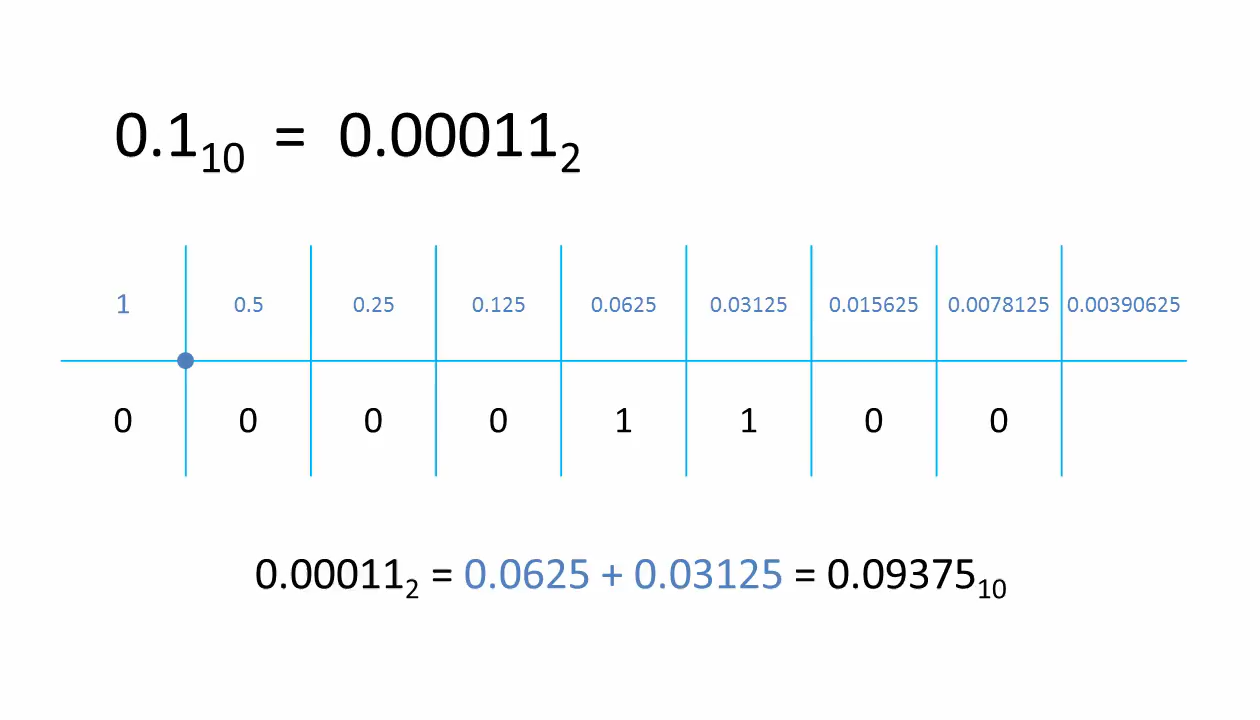 0.1₁₀ = 0.00011₂
1 0.5 0.25 0.125 0.0625 0.03125 0.015625 0.0078125 0.00390625
0 0 0 0 1 1 0 0
0.00011₂ = 0.0625 + 0.03125 = 0.09375₁₀